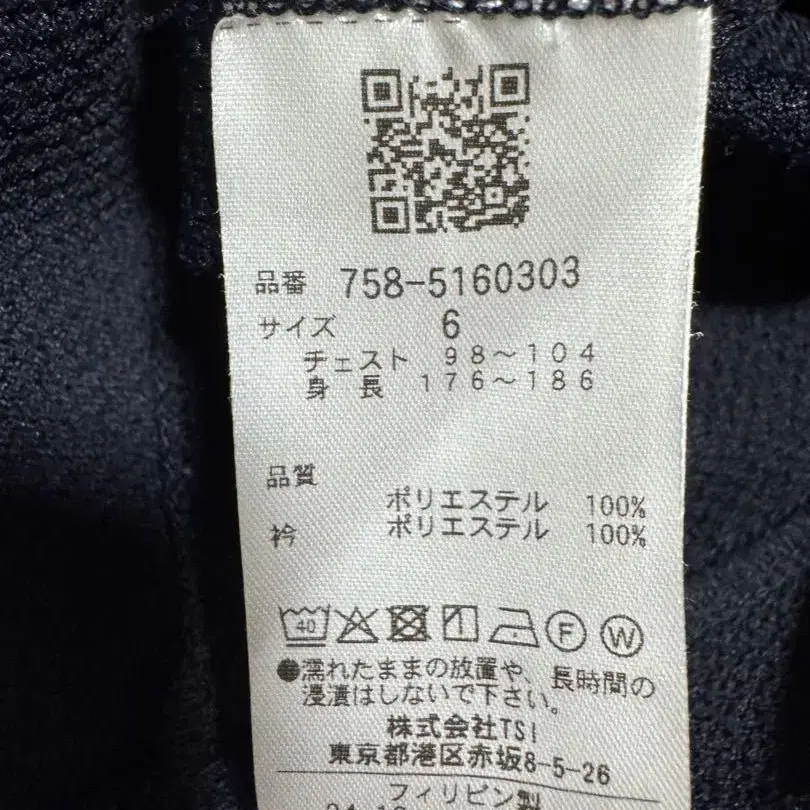 品番 758-5160303
サイズ 6
チェスト 98～104
身長 176～186
品質
ポリエステル 100%
衿 ポリエステル 100%
40 F W
●濡れたままの放置や、長時間の
浸漬はしないで下さい。
株式会社TSI
東京都港区赤坂8-5-26
フィリピン製